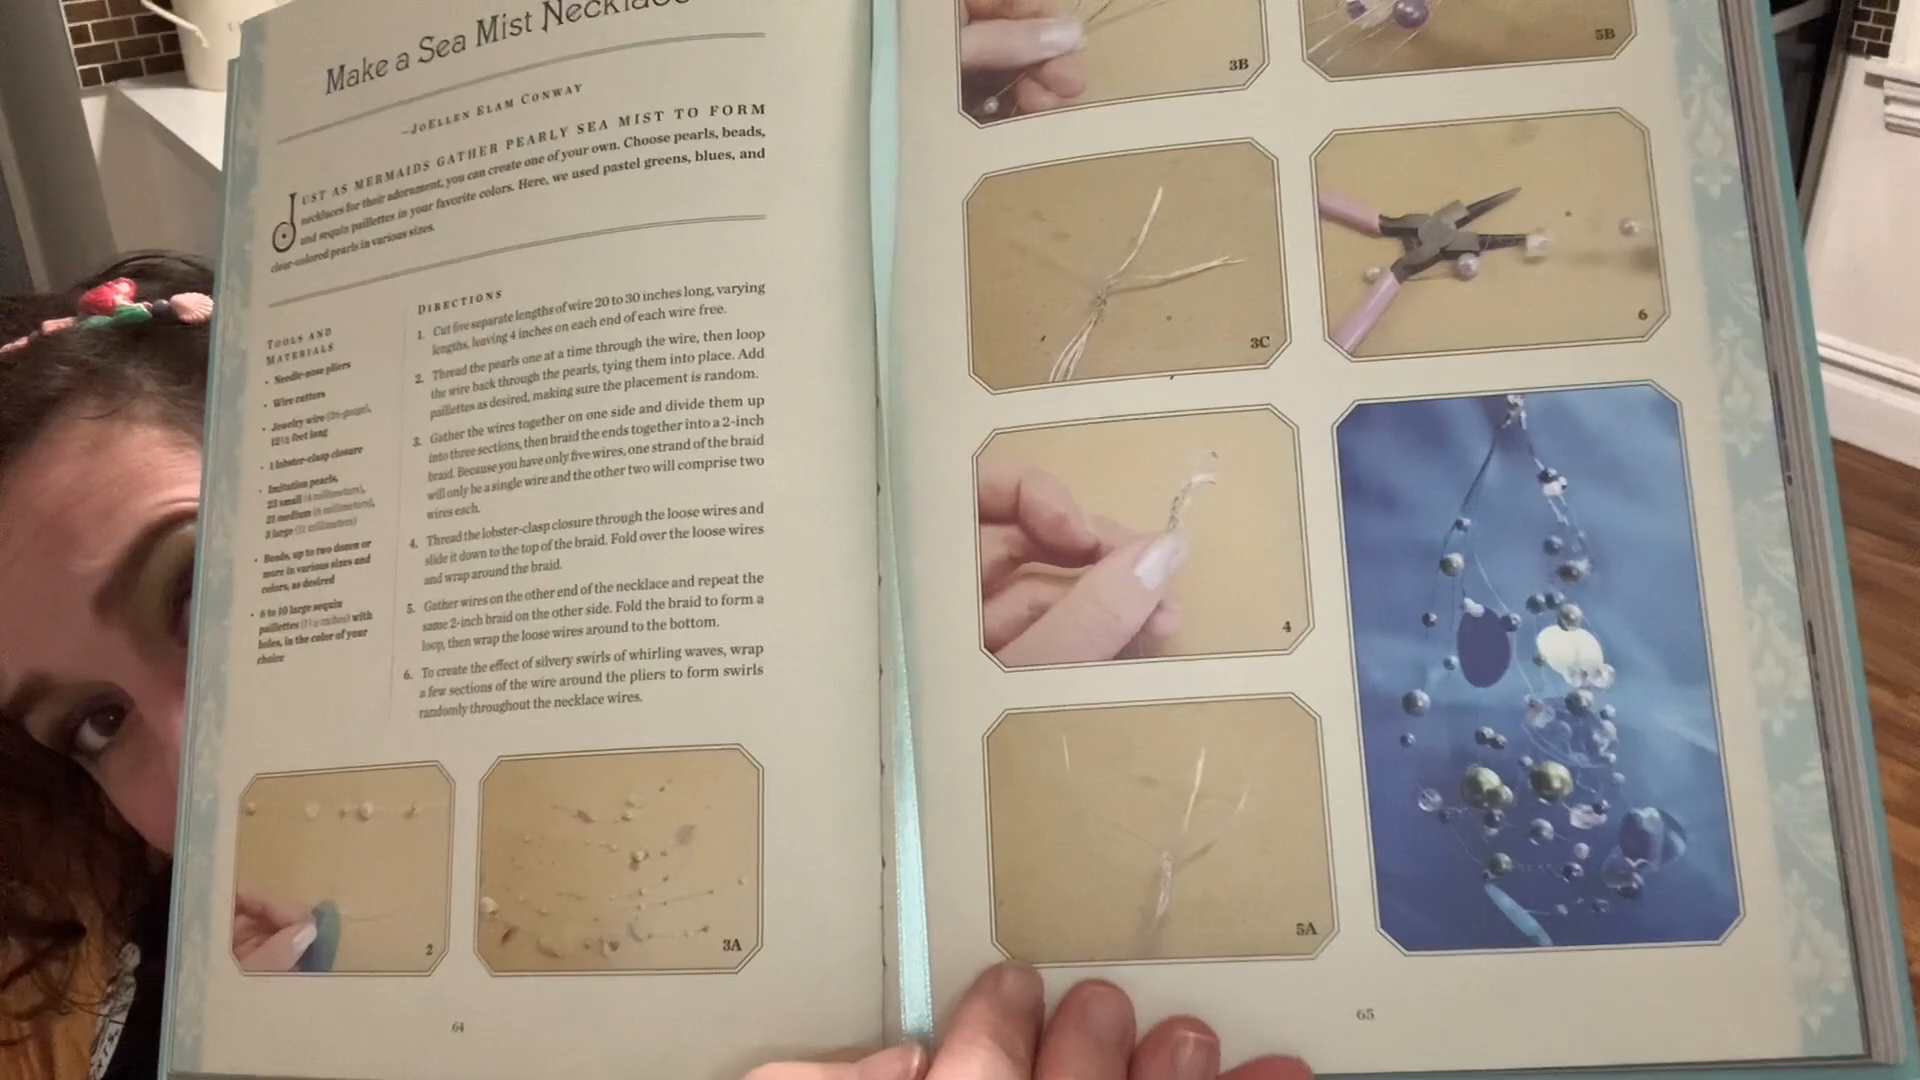 Make a Sea Mist Necklace
—JoEllen Elam Conway
JUST AS MERMAIDS GATHER PEARLY SEA MIST TO FORM
necklaces for their adornment, you can create one of your own. Choose pearls, beads,
and sequin paillettes in your favorite colors. Here, we used pastel greens, blues, and
clear-colored pearls in various sizes.
TOOLS AND
MATERIALS
• Needle-nose pliers
• Wire cutters
• Jewelry wire (26-gauge),
12½ feet long
• 1 lobster-clasp closure
• Imitation pearls,
23 small (4 millimeters),
21 medium (6 millimeters),
large (11 millimeters)
• Beads, up to two dozen or
more in various sizes and
colors, as desired
• 6 to 10 large sequin
paillettes (1½ inches) with
holes, in the color of your
choice
DIRECTIONS
1. Cut five separate lengths of wire 20 to 30 inches long, varying
lengths, leaving 4 inches on each end of each wire free.
2. Thread the pearls one at a time through the wire, then loop
the wire back through the pearls, tying them into place. Add
paillettes as desired, making sure the placement is random.
3. Gather the wires together on one side and divide them up
into three sections, then braid the ends together into a 2-inch
braid. Because you have only five wires, one strand of the braid
will only be a single wire and the other two will comprise two
wires each.
4. Thread the lobster-clasp closure through the loose wires and
slide it down to the top of the braid. Fold over the loose wires
and wrap around the braid.
5. Gather wires on the other end of the necklace and repeat the
same 2-inch braid on the other side. Fold the braid to form a
loop, then wrap the loose wires around to the bottom.
6. To create the effect of silvery swirls of whirling waves, wrap
a few sections of the wire around the pliers to form swirls
randomly throughout the necklace wires.
2
3A
64
3B
5B
3C
6
4
5A
65